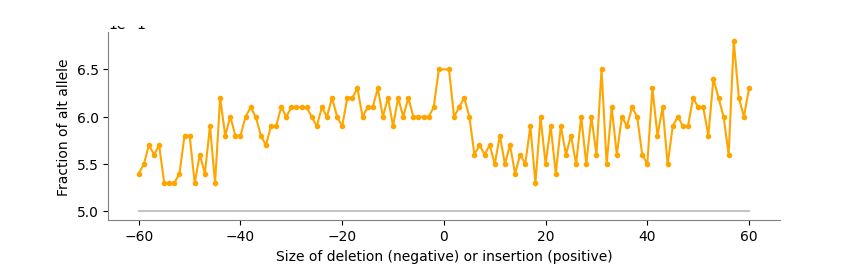 6.5
6.0
5.5
5.0
Fraction of alt allele
−60 −40 −20 0 20 40 60
Size of deletion (negative) or insertion (positive)